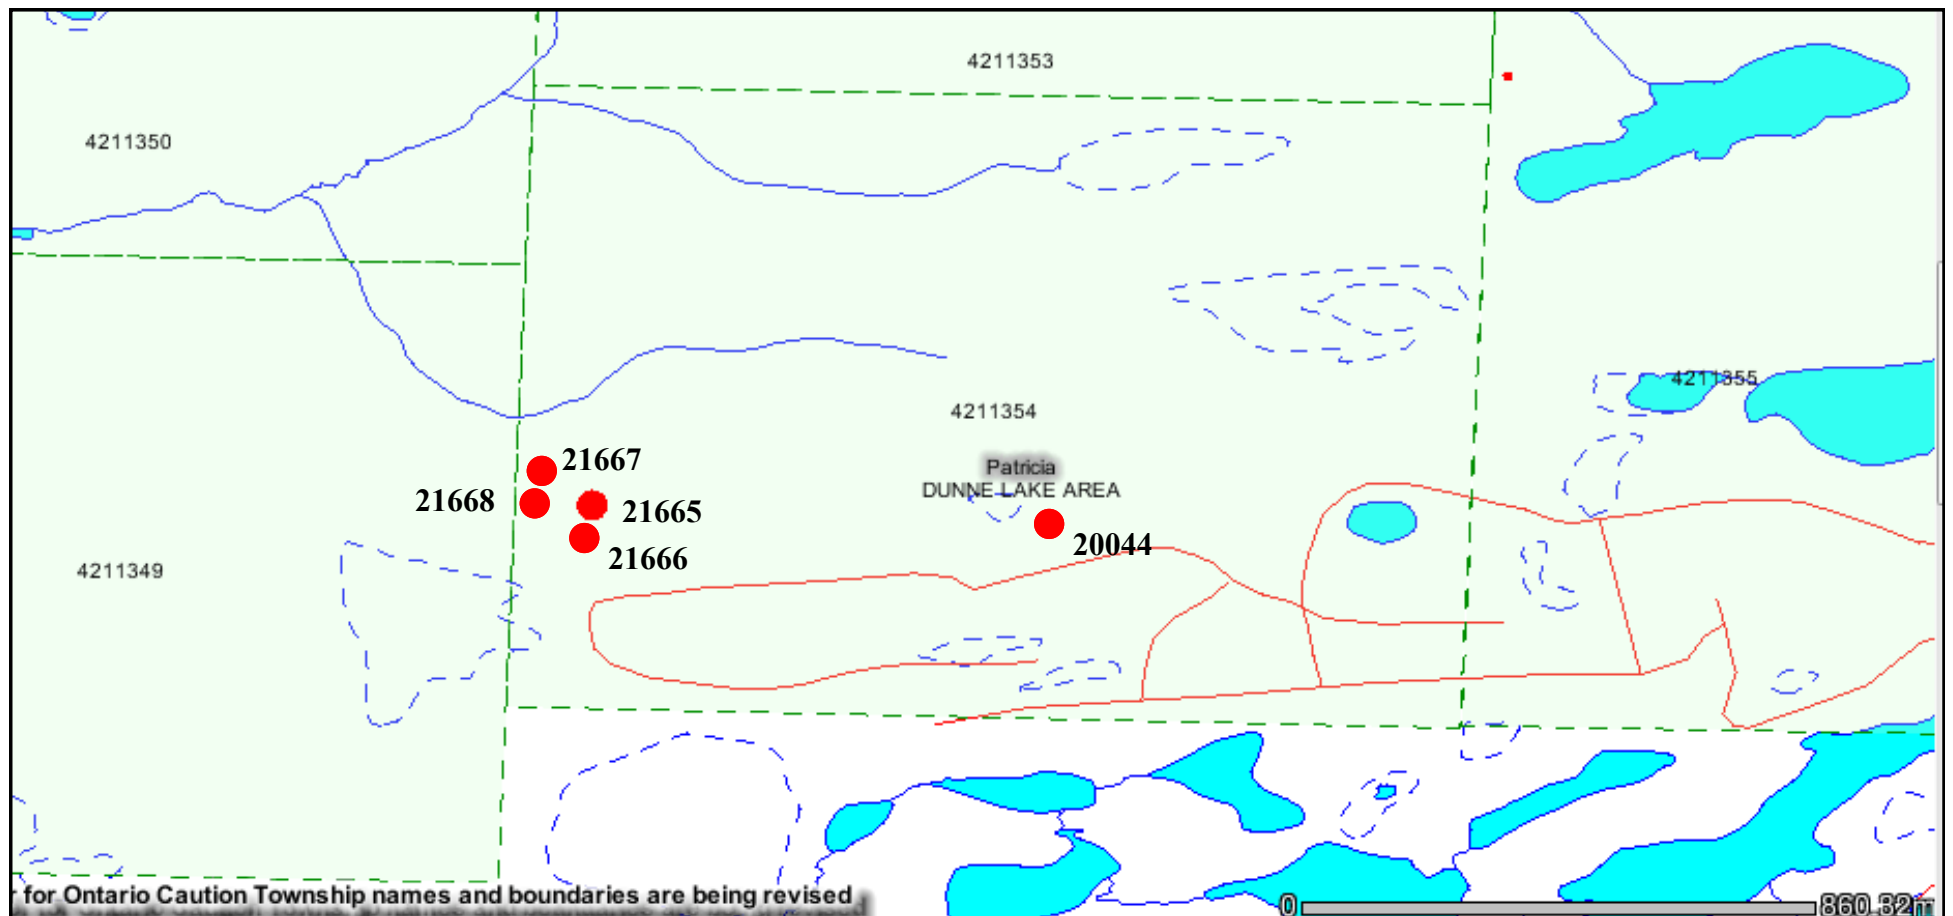 4211353
4211350
4211355
4211354
21667
Patricia
DUNNE LAKE AREA
21668
21665
20044
21666
4211349
r for Ontario Caution Township names and boundaries are being revised
0
860.32m